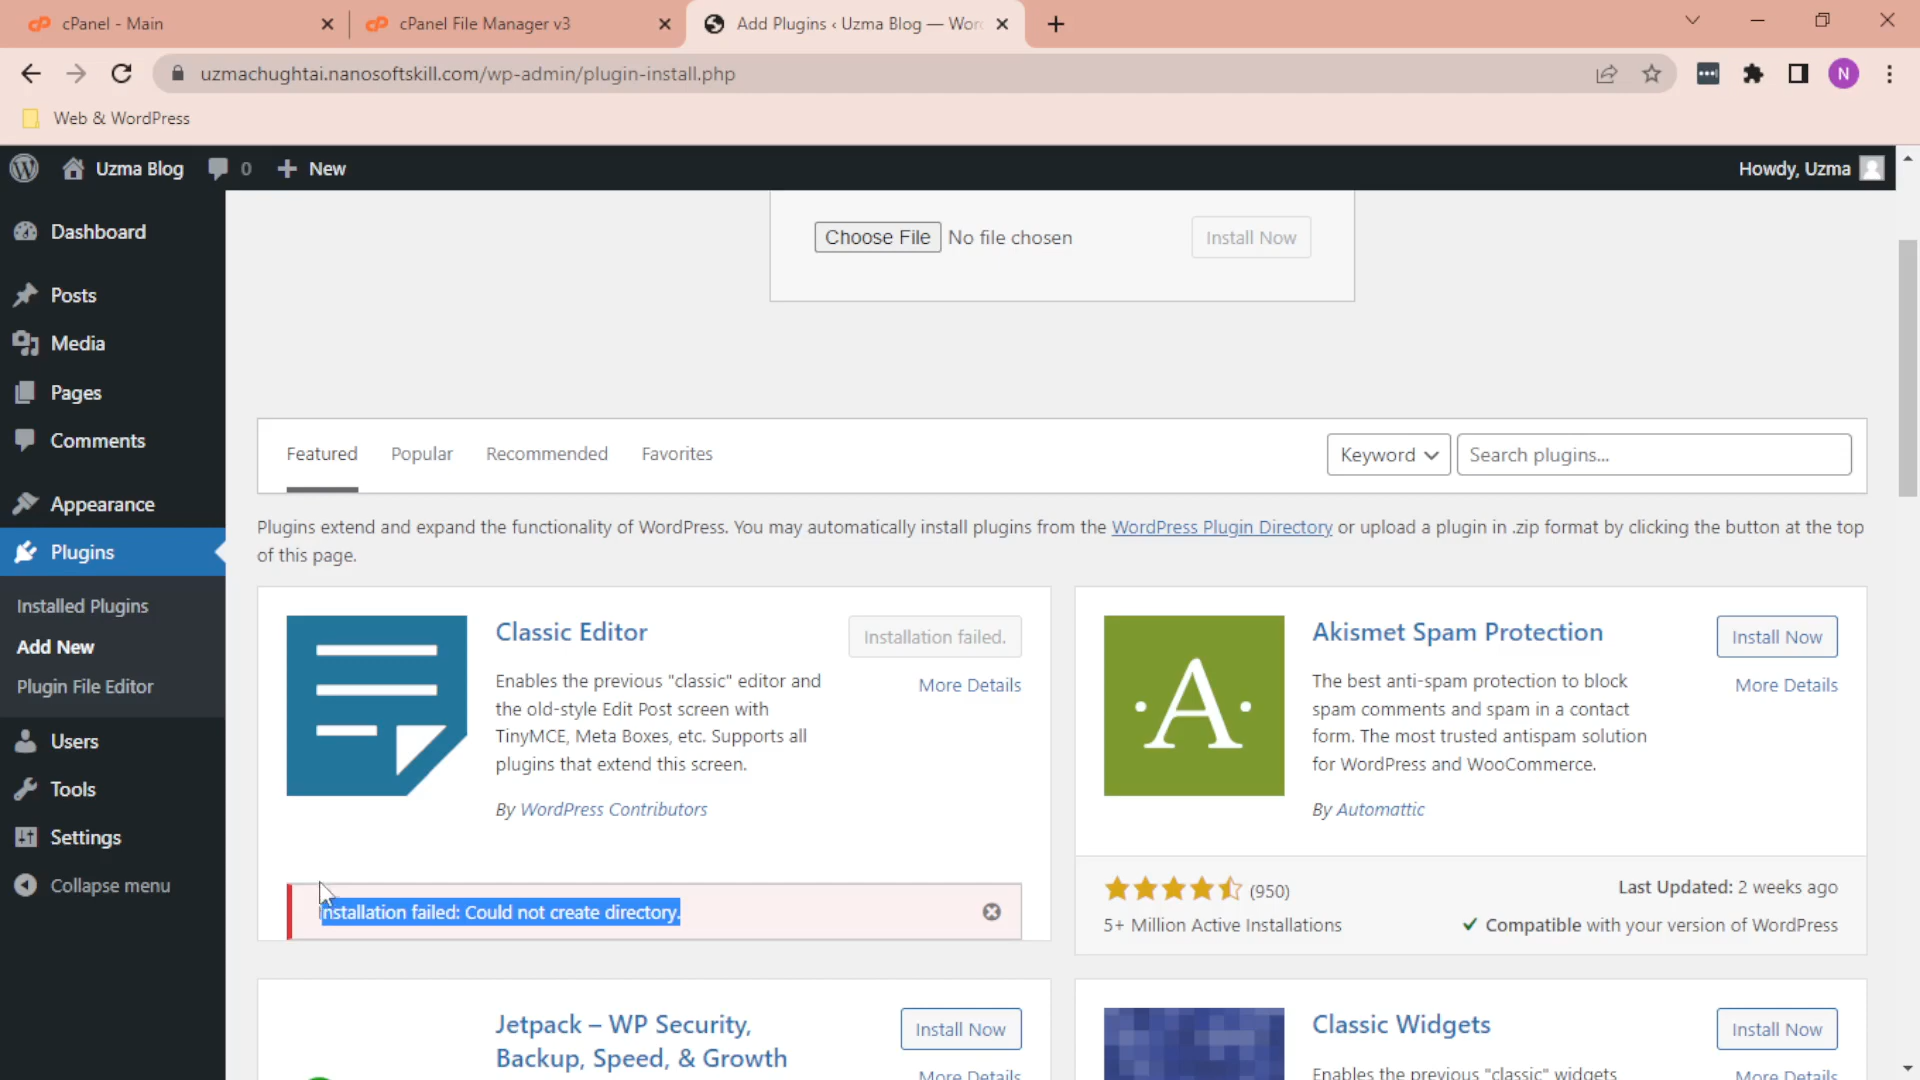 cPanel - Main
cPanel File Manager v3
Add Plugins ‹ Uzma Blog — Wor
uzmachughtai.nanosoftskill.com/wp-admin/plugin-install.php
N
Web & WordPress
Uzma Blog
0
New
Howdy, Uzma
Dashboard
Posts
Media
Pages
Comments
Appearance
Plugins
Installed Plugins
Add New
Plugin File Editor
Users
Tools
Settings
Collapse menu
Choose File No file chosen
Install Now
Featured
Popular
Recommended
Favorites
Keyword
Search plugins...
Plugins extend and expand the functionality of WordPress. You may automatically install plugins from the WordPress Plugin Directory or upload a plugin in .zip format by clicking the button at the top
of this page.
Classic Editor
Installation failed.
More Details
Enables the previous "classic" editor and
the old-style Edit Post screen with
TinyMCE, Meta Boxes, etc. Supports all
plugins that extend this screen.
By WordPress Contributors
Installation failed: Could not create directory.
A
Akismet Spam Protection
Install Now
More Details
The best anti-spam protection to block
spam comments and spam in a contact
form. The most trusted antispam solution
for WordPress and WooCommerce.
By Automattic
(950)
5+ Million Active Installations
Last Updated: 2 weeks ago
Compatible with your version of WordPress
Jetpack – WP Security,
Backup, Speed, & Growth
Install Now
More Details
Classic Widgets
Install Now
More Details
Enables the previous "classic" widgets